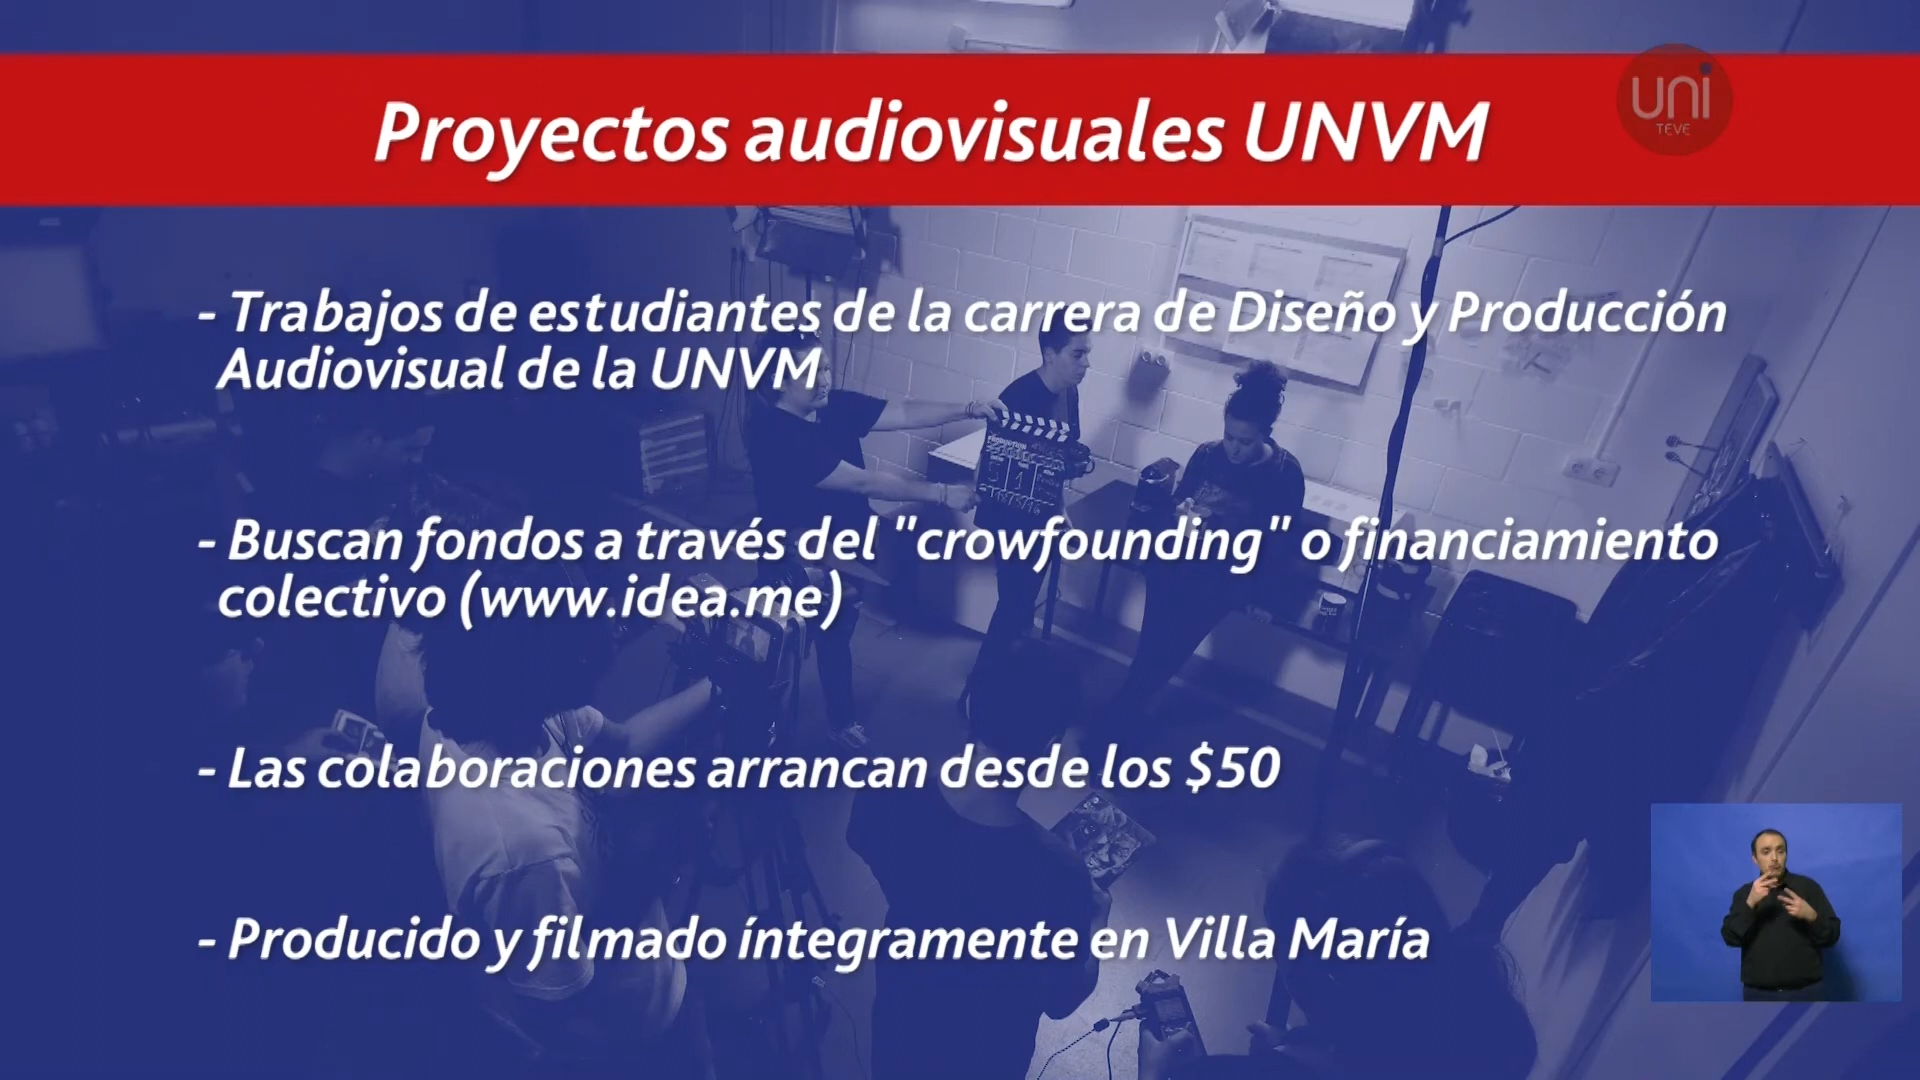 Proyectos audiovisuales UNVM
uni
TEVE
- Trabajos de estudiantes de la carrera de Diseño y Producción
Audiovisual de la UNVM
- Buscan fondos a través del "crowfounding" o financiamiento
colectivo (www.idea.me)
- Las colaboraciones arrancan desde los $50
- Producido y filmado íntegramente en Villa María